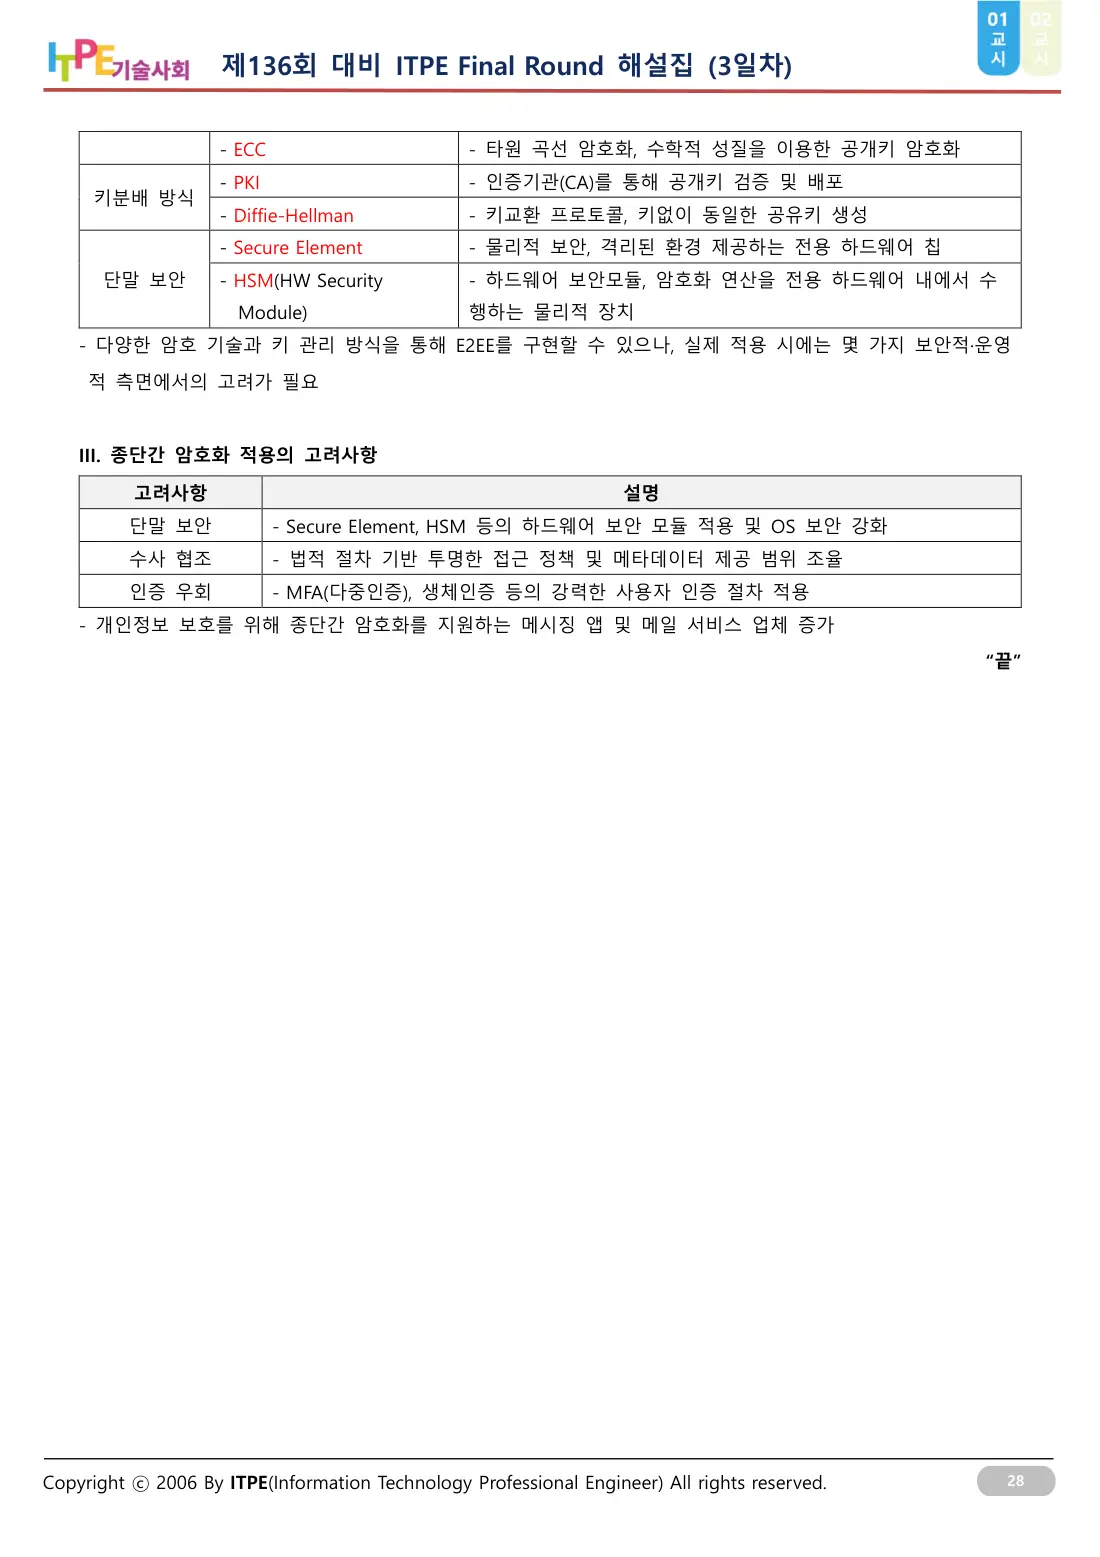 ITPE기술사회 제136회 대비 ITPE Final Round 해설집 (3일차)
01 교시
02 교시
- ECC - 타원 곡선 암호화, 수학적 성질을 이용한 공개키 암호화
키분배 방식 - PKI - 인증기관(CA)를 통해 공개키 검증 및 배포
- Diffie-Hellman - 키교환 프로토콜, 키없이 동일한 공유키 생성
단말 보안 - Secure Element - 물리적 보안, 격리된 환경 제공하는 전용 하드웨어 칩
- HSM(HW Security - 하드웨어 보안모듈, 암호화 연산을 전용 하드웨어 내에서 수
Module) 행하는 물리적 장치
- 다양한 암호 기술과 키 관리 방식을 통해 E2EE를 구현할 수 있으나, 실제 적용 시에는 몇 가지 보안적·운영
적 측면에서의 고려가 필요
III. 종단간 암호화 적용의 고려사항
고려사항 설명
단말 보안 - Secure Element, HSM 등의 하드웨어 보안 모듈 적용 및 OS 보안 강화
수사 협조 - 법적 절차 기반 투명한 접근 정책 및 메타데이터 제공 범위 조율
인증 우회 - MFA(다중인증), 생체인증 등의 강력한 사용자 인증 절차 적용
- 개인정보 보호를 위해 종단간 암호화를 지원하는 메시징 앱 및 메일 서비스 업체 증가
“끝”
Copyright ⓒ 2006 By ITPE(Information Technology Professional Engineer) All rights reserved. 28